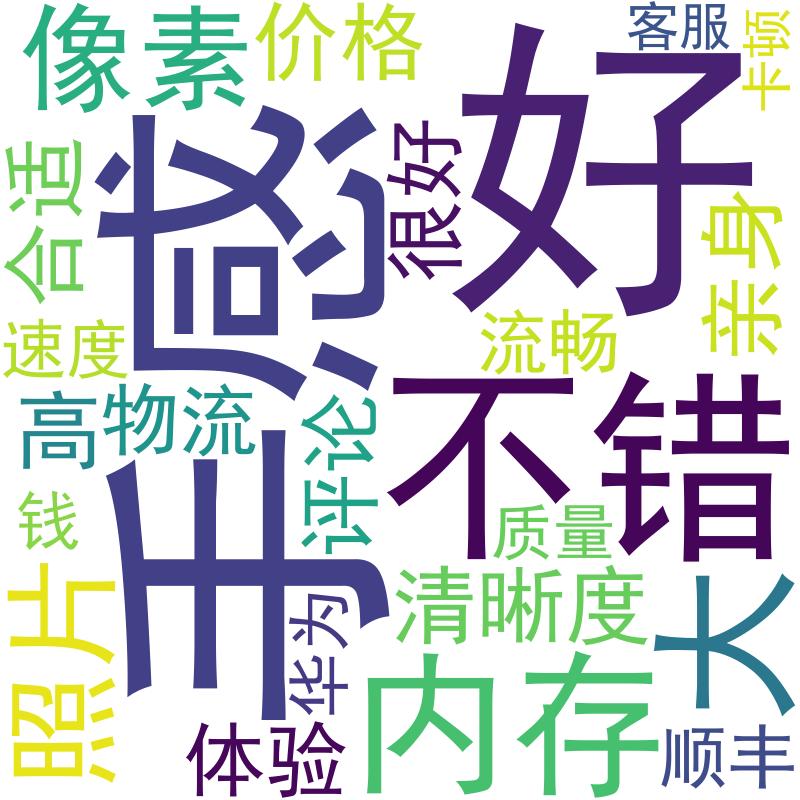 像素
价格
客服
卡顿
好
手感
很好
合适
亲身
速度
流畅
不错
高
物流
评论
钱
质量
照片
华为
清晰度
大
内存
体验
顺丰